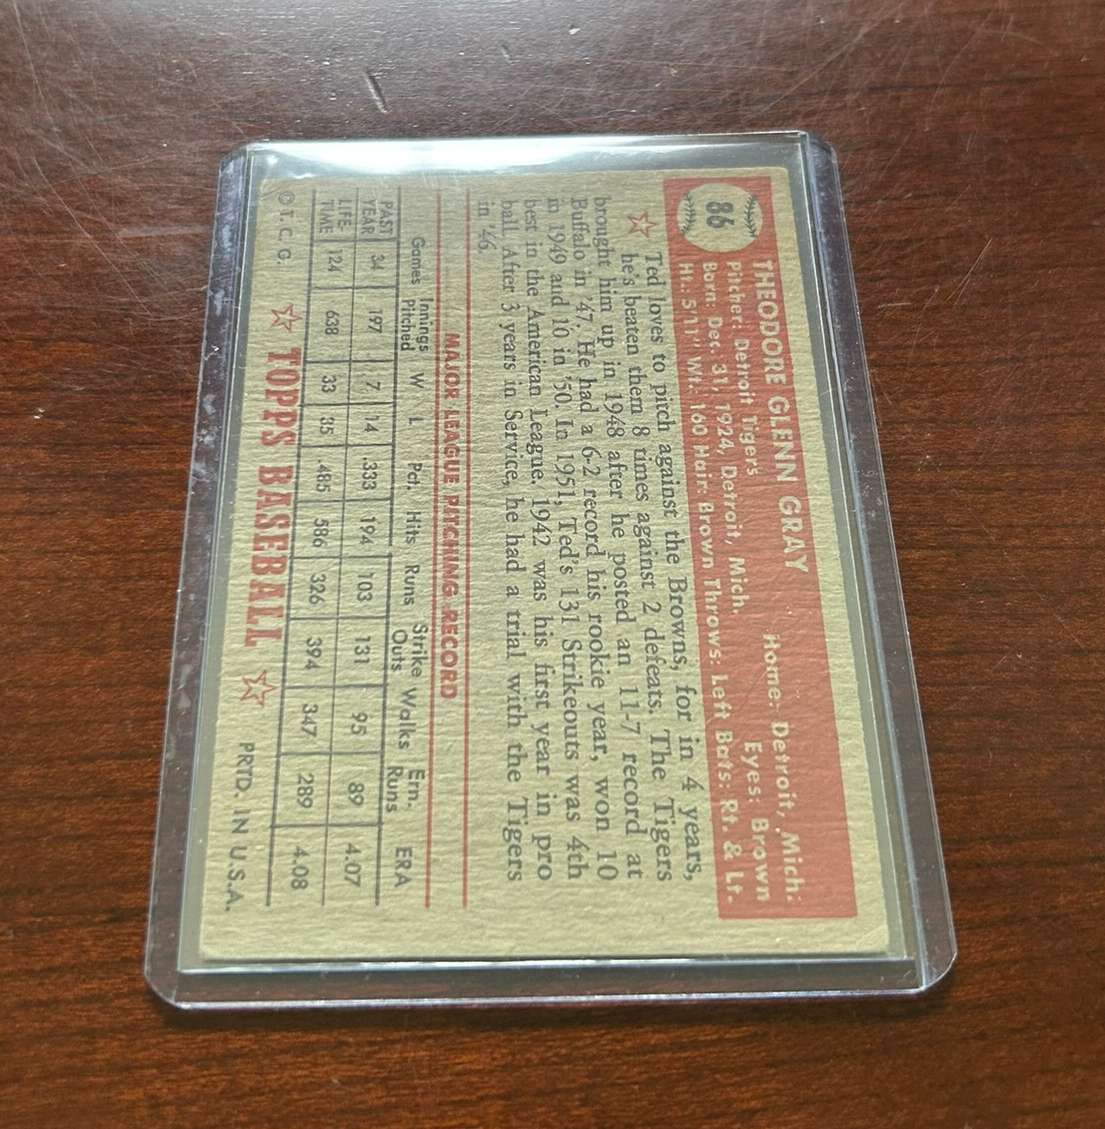 86
THEODORE GLENN GRAY
Pitcher: Detroit Tigers Home: Detroit, Mich.
Born: Dec. 31, 1924, Detroit, Mich. Eyes: Brown
Ht.: 5'11" Wt.: 160 Hair: Brown Throws: Left Bats: Rt. & Lt.
Ted loves to pitch against the Browns, for in 4 years,
he's beaten them 8 times against 2 defeats. The Tigers
brought him up in 1948 after he posted an 11-7 record at
Buffalo in '47. He had a 6-2 record his rookie year, won 10
in 1949 and 10 in '50. In 1951, Ted's 131 Strikeouts was 4th
best in the American League. 1942 was his first year in pro
ball. After 3 years in Service, he had a trial with the Tigers
in '46.
MAJOR LEAGUE PITCHING RECORD
Games Innings Pitched W L Pct. Hits Runs Strike Outs Walks Ern. Runs ERA
PAST YEAR 34 197 7 14 .333 194 103 131 95 89 4.07
LIFE- TIME 124 638 33 35 .485 586 326 394 347 289 4.08
© T. C. G. TOPPS BASEBALL PRTD. IN U.S.A.